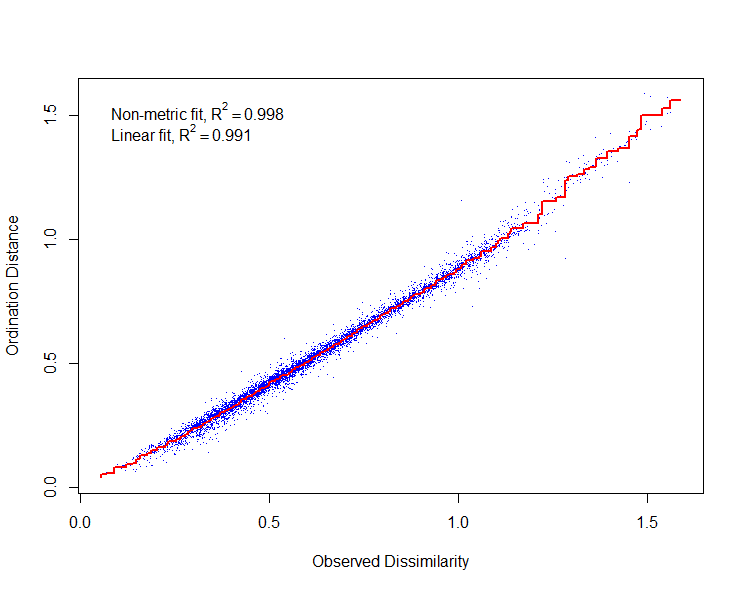 Non-metric fit, R² = 0.998
Linear fit, R² = 0.991
Ordination Distance
1.5
1.0
0.5
0.0
0.0 0.5 1.0 1.5
Observed Dissimilarity